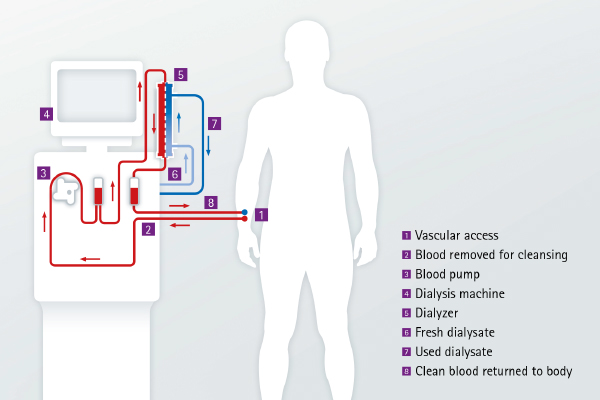 5
4
7
3
6
8
1
2
1 Vascular access
2 Blood removed for cleansing
3 Blood pump
4 Dialysis machine
5 Dialyzer
6 Fresh dialysate
7 Used dialysate
8 Clean blood returned to body